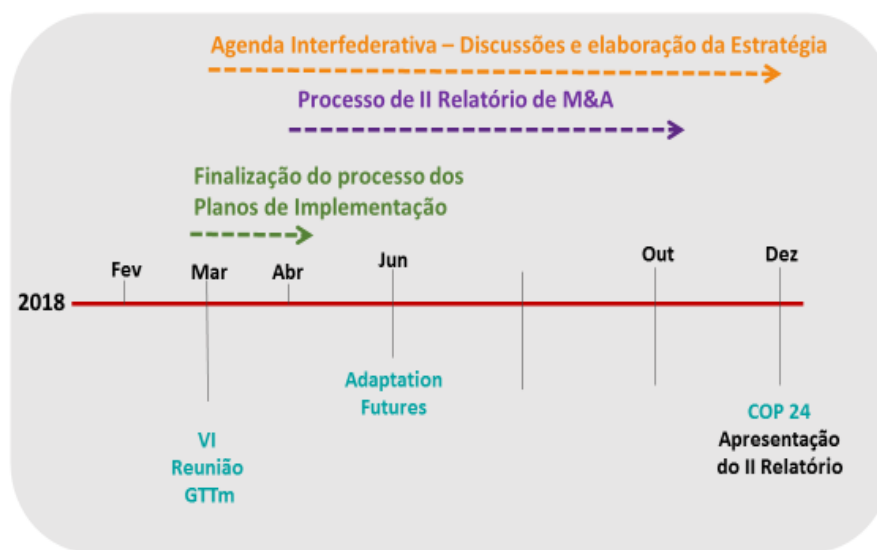 Agenda Interfederativa – Discussões e elaboração da Estratégia
Processo de II Relatório de M&A
Finalização do processo dos
Planos de Implementação
Fev
Mar
Abr
Jun
Out
Dez
2018
Adaptation
Futures
VI
Reunião
GTTm
COP 24
Apresentação
do II Relatório